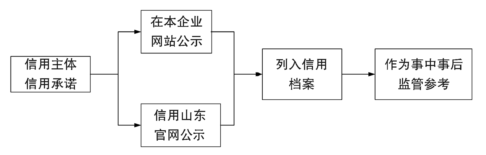 信用主体
信用承诺
在本企业
网站公示
信用山东
官网公示
列入信用
档案
作为事中事后
监管参考